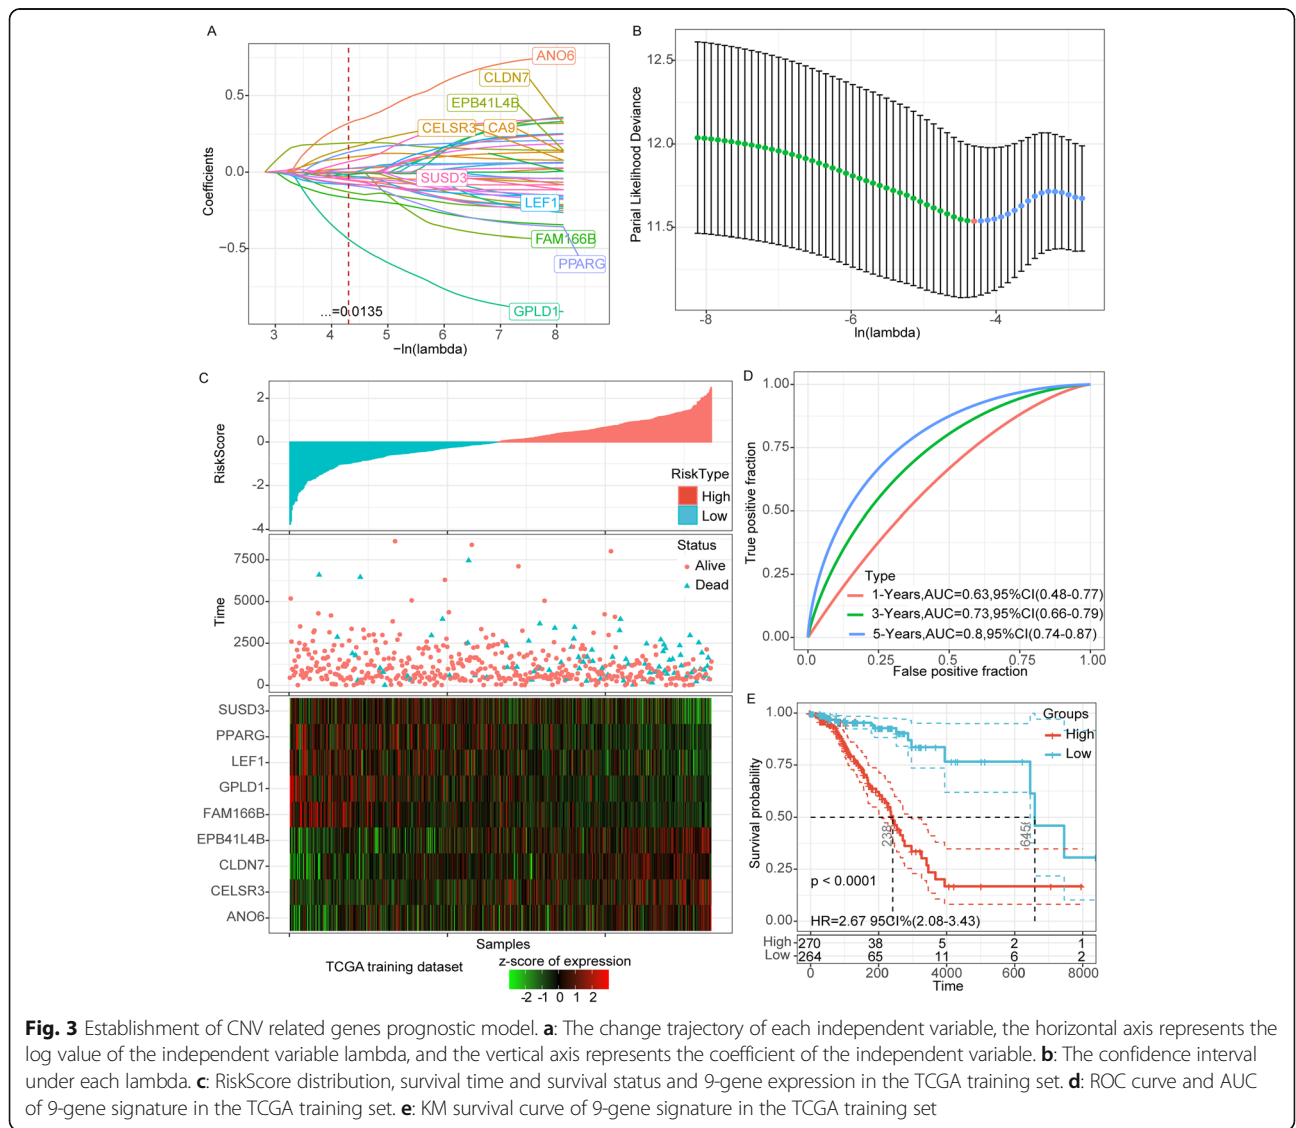 A
ANO6
CLDN7
EPB41L4B
CELSR3
CA9
SUSD3
LEF1
FAM166B
PPARG
GPLD1
0.5
0.0
−0.5
Coefficients
...=0.0135
3 4 5 6 7 8
−ln(lambda)
B
12.5
12.0
11.5
Parial Likelihood Deviance
-8 -6 -4
ln(lambda)
C
2
0
-2
-4
RiskScore
RiskType
High
Low
7500
5000
2500
0
Time
Status
Alive
Dead
SUSD3
PPARG
LEF1
GPLD1
FAM166B
EPB41L4B
CLDN7
CELSR3
ANO6
Samples
TCGA training dataset
z-score of expression
-2 -1 0 1 2
D
1.00
0.75
0.50
0.25
0.00
True positive fraction
Type
1-Years,AUC=0.63,95%CI(0.48-0.77)
3-Years,AUC=0.73,95%CI(0.66-0.79)
5-Years,AUC=0.8,95%CI(0.74-0.87)
0.0 0.25 0.50 0.75 1.00
False positive fraction
E
1.00
0.75
0.50
0.25
0.00
Survival probability
Groups
High
Low
p < 0.0001
HR=2.67 95CI%(2.08-3.43)
High 270 38 5 2 1
Low 264 65 11 6 2
0 200 4000 600 8000
Time
Fig. 3 Establishment of CNV related genes prognostic model. a: The change trajectory of each independent variable, the horizontal axis represents the
log value of the independent variable lambda, and the vertical axis represents the coefficient of the independent variable. b: The confidence interval
under each lambda. c: RiskScore distribution, survival time and survival status and 9-gene expression in the TCGA training set. d: ROC curve and AUC
of 9-gene signature in the TCGA training set. e: KM survival curve of 9-gene signature in the TCGA training set